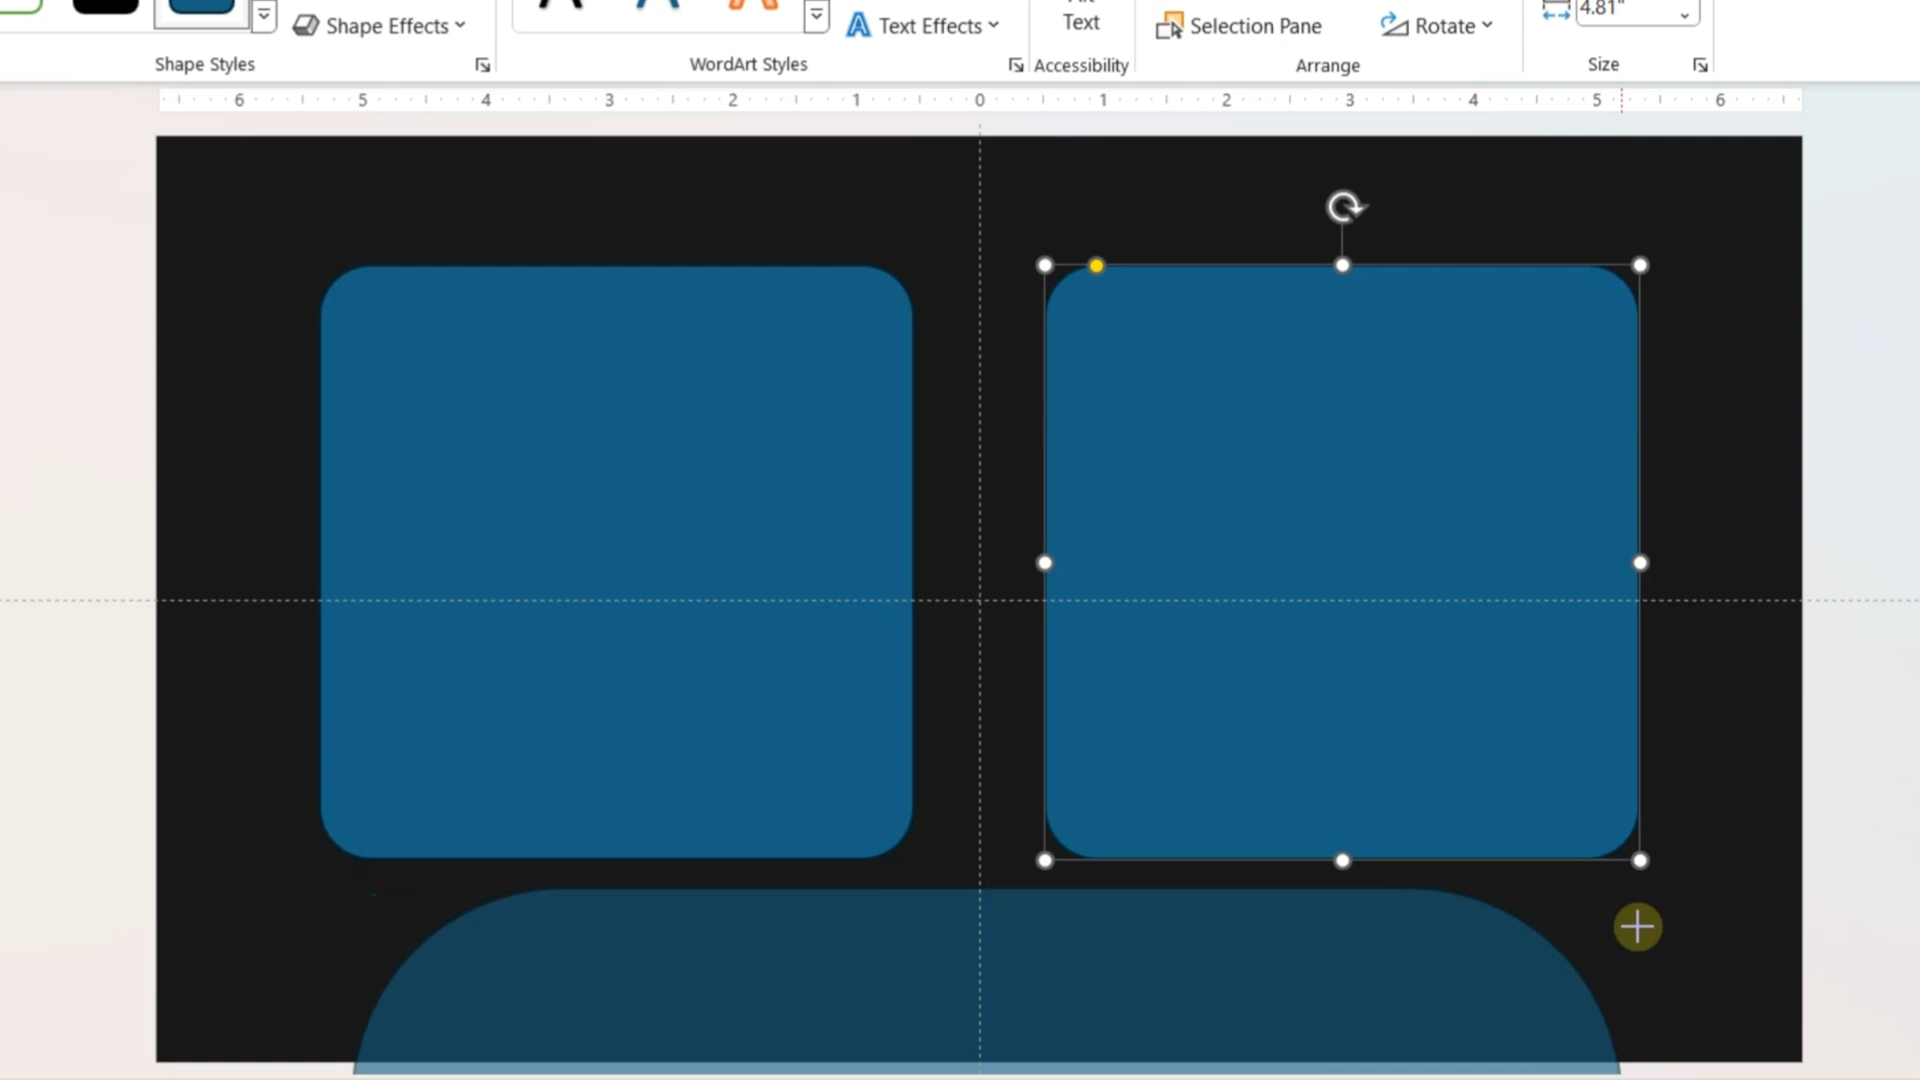 4.81"
Shape Effects
Text Effects
Text
Selection Pane
Rotate
Shape Styles
WordArt Styles
Accessibility
Arrange
Size
6 5 4 3 2 1 0 1 2 3 4 5 6